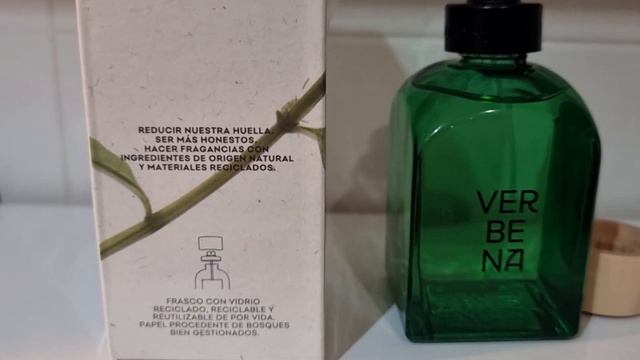 REDUCIR NUESTRA HUELLA.
SER MÁS HONESTOS.
HACER FRAGANCIAS CON
INGREDIENTES DE ORIGEN NATURAL
Y MATERIALES RECICLADOS.
FRASCO CON VIDRIO
RECICLADO, RECICLABLE Y
REUTILIZABLE DE POR VIDA.
PAPEL PROCEDENTE DE BOSQUES
BIEN GESTIONADOS.
VER
BE
NA